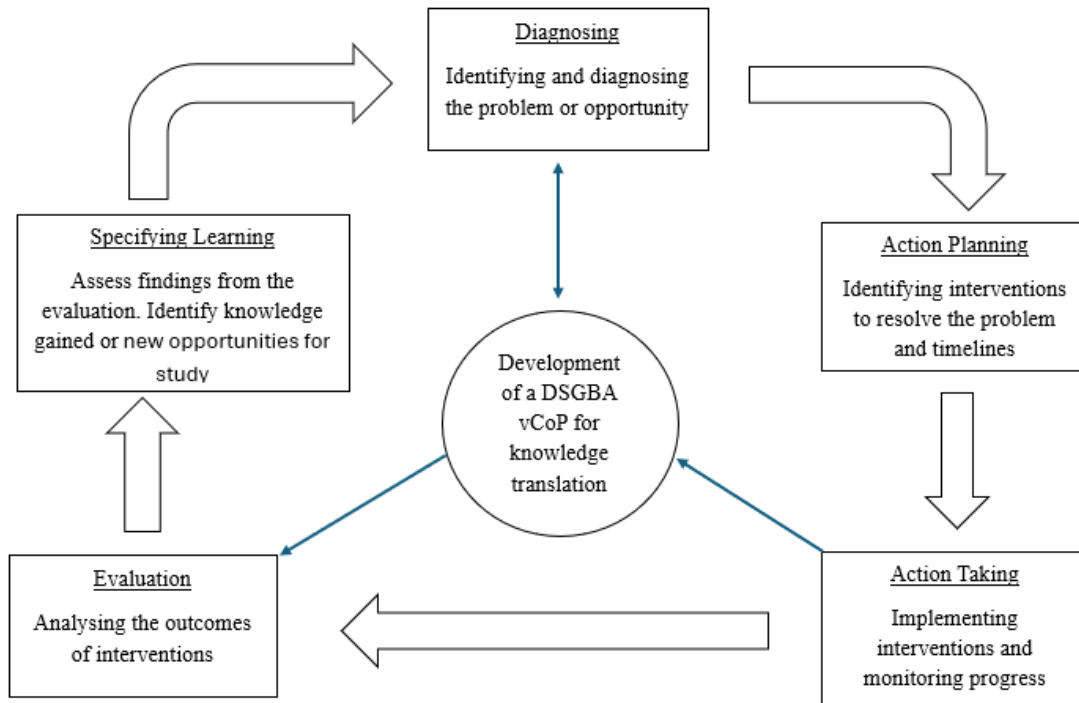 Diagnosing
Identifying and diagnosing
the problem or opportunity
Action Planning
Identifying interventions
to resolve the problem
and timelines
Action Taking
Implementing
interventions and
monitoring progress
Evaluation
Analysing the outcomes
of interventions
Specifying Learning
Assess findings from the
evaluation. Identify knowledge
gained or new opportunities for
study
Development
of a DSGBA
vCoP for
knowledge
translation